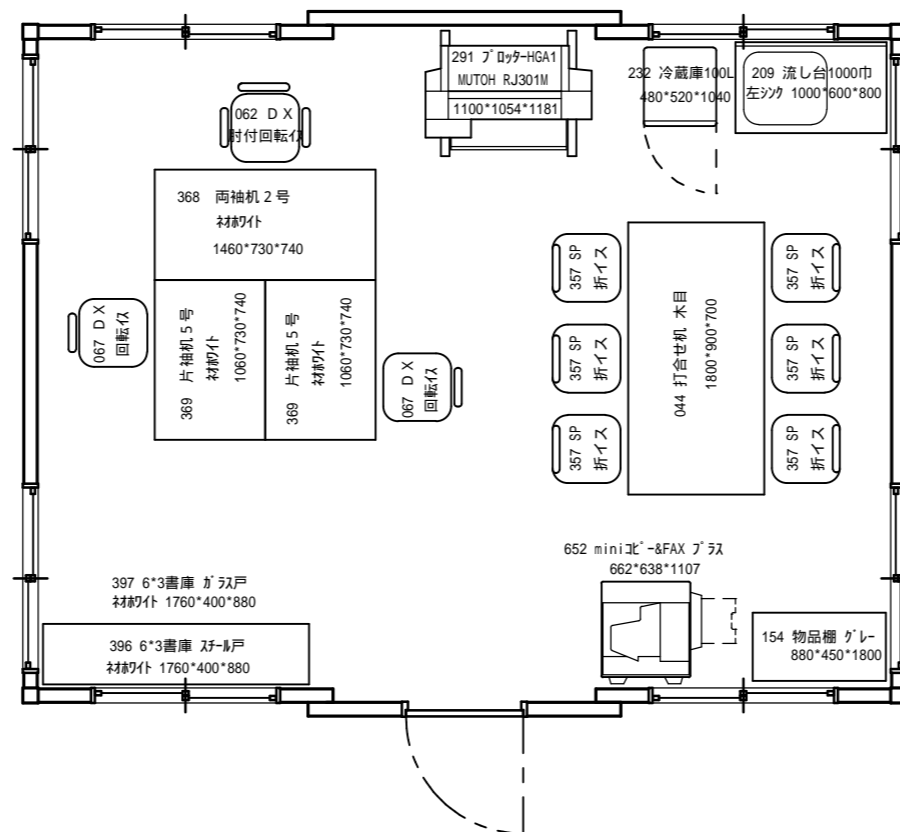 291 ﾌﾟﾛｯﾀｰHGA1
MUTOH RJ301M
1100*1054*1181
232 冷蔵庫100L
480*520*1040
209 流し台1000巾
左ｼﾝｸ 1000*600*800
062 ＤＸ
肘付回転ｲｽ
368 両袖机２号
ﾈｵﾎﾜｲﾄ
1460*730*740
067 ＤＸ
回転ｲｽ
369 片袖机５号
ﾈｵﾎﾜｲﾄ
1060*730*740
369 片袖机５号
ﾈｵﾎﾜｲﾄ
1060*730*740
067 ＤＸ
回転ｲｽ
357 SP
折イス
357 SP
折イス
357 SP
折イス
044 打合せ机 木目
1800*900*700
357 SP
折イス
357 SP
折イス
357 SP
折イス
652 miniｺﾋﾟｰ&FAX ﾌﾟﾗｽ
662*638*1107
397 6*3書庫 ｶﾞﾗｽ戸
ﾈｵﾎﾜｲﾄ 1760*400*880
396 6*3書庫 ｽﾁｰﾙ戸
ﾈｵﾎﾜｲﾄ 1760*400*880
154 物品棚 ｸﾞﾚｰ
880*450*1800